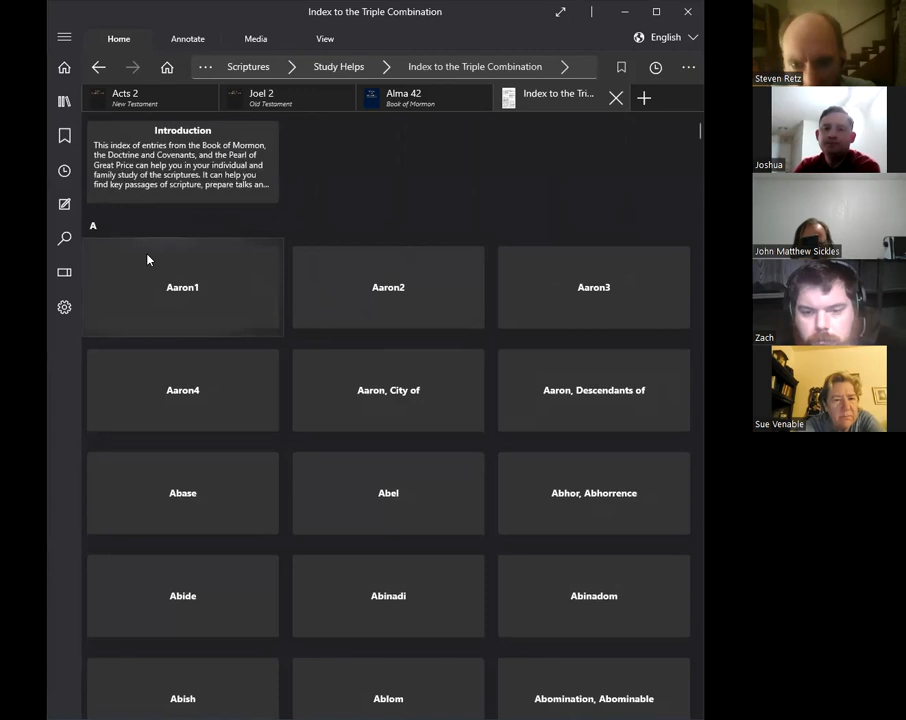 Index to the Triple Combination
Home
Annotate
Media
View
English
Scriptures
Study Helps
Index to the Triple Combination
Acts 2
New Testament
Joel 2
Old Testament
Alma 42
Book of Mormon
Index to the Tri...
Introduction
This index of entries from the Book of Mormon,
the Doctrine and Covenants, and the Pearl of
Great Price can help you in your individual and
family study of the scriptures. It can help you
find key passages of scripture, prepare talks an...
A
Aaron1
Aaron2
Aaron3
Aaron4
Aaron, City of
Aaron, Descendants of
Abase
Abel
Abhor, Abhorrence
Abide
Abinadi
Abinadom
Abish
Ablom
Abomination, Abominable
Steven Retz
Joshua
John Matthew Sickles
Zach
Sue Venable